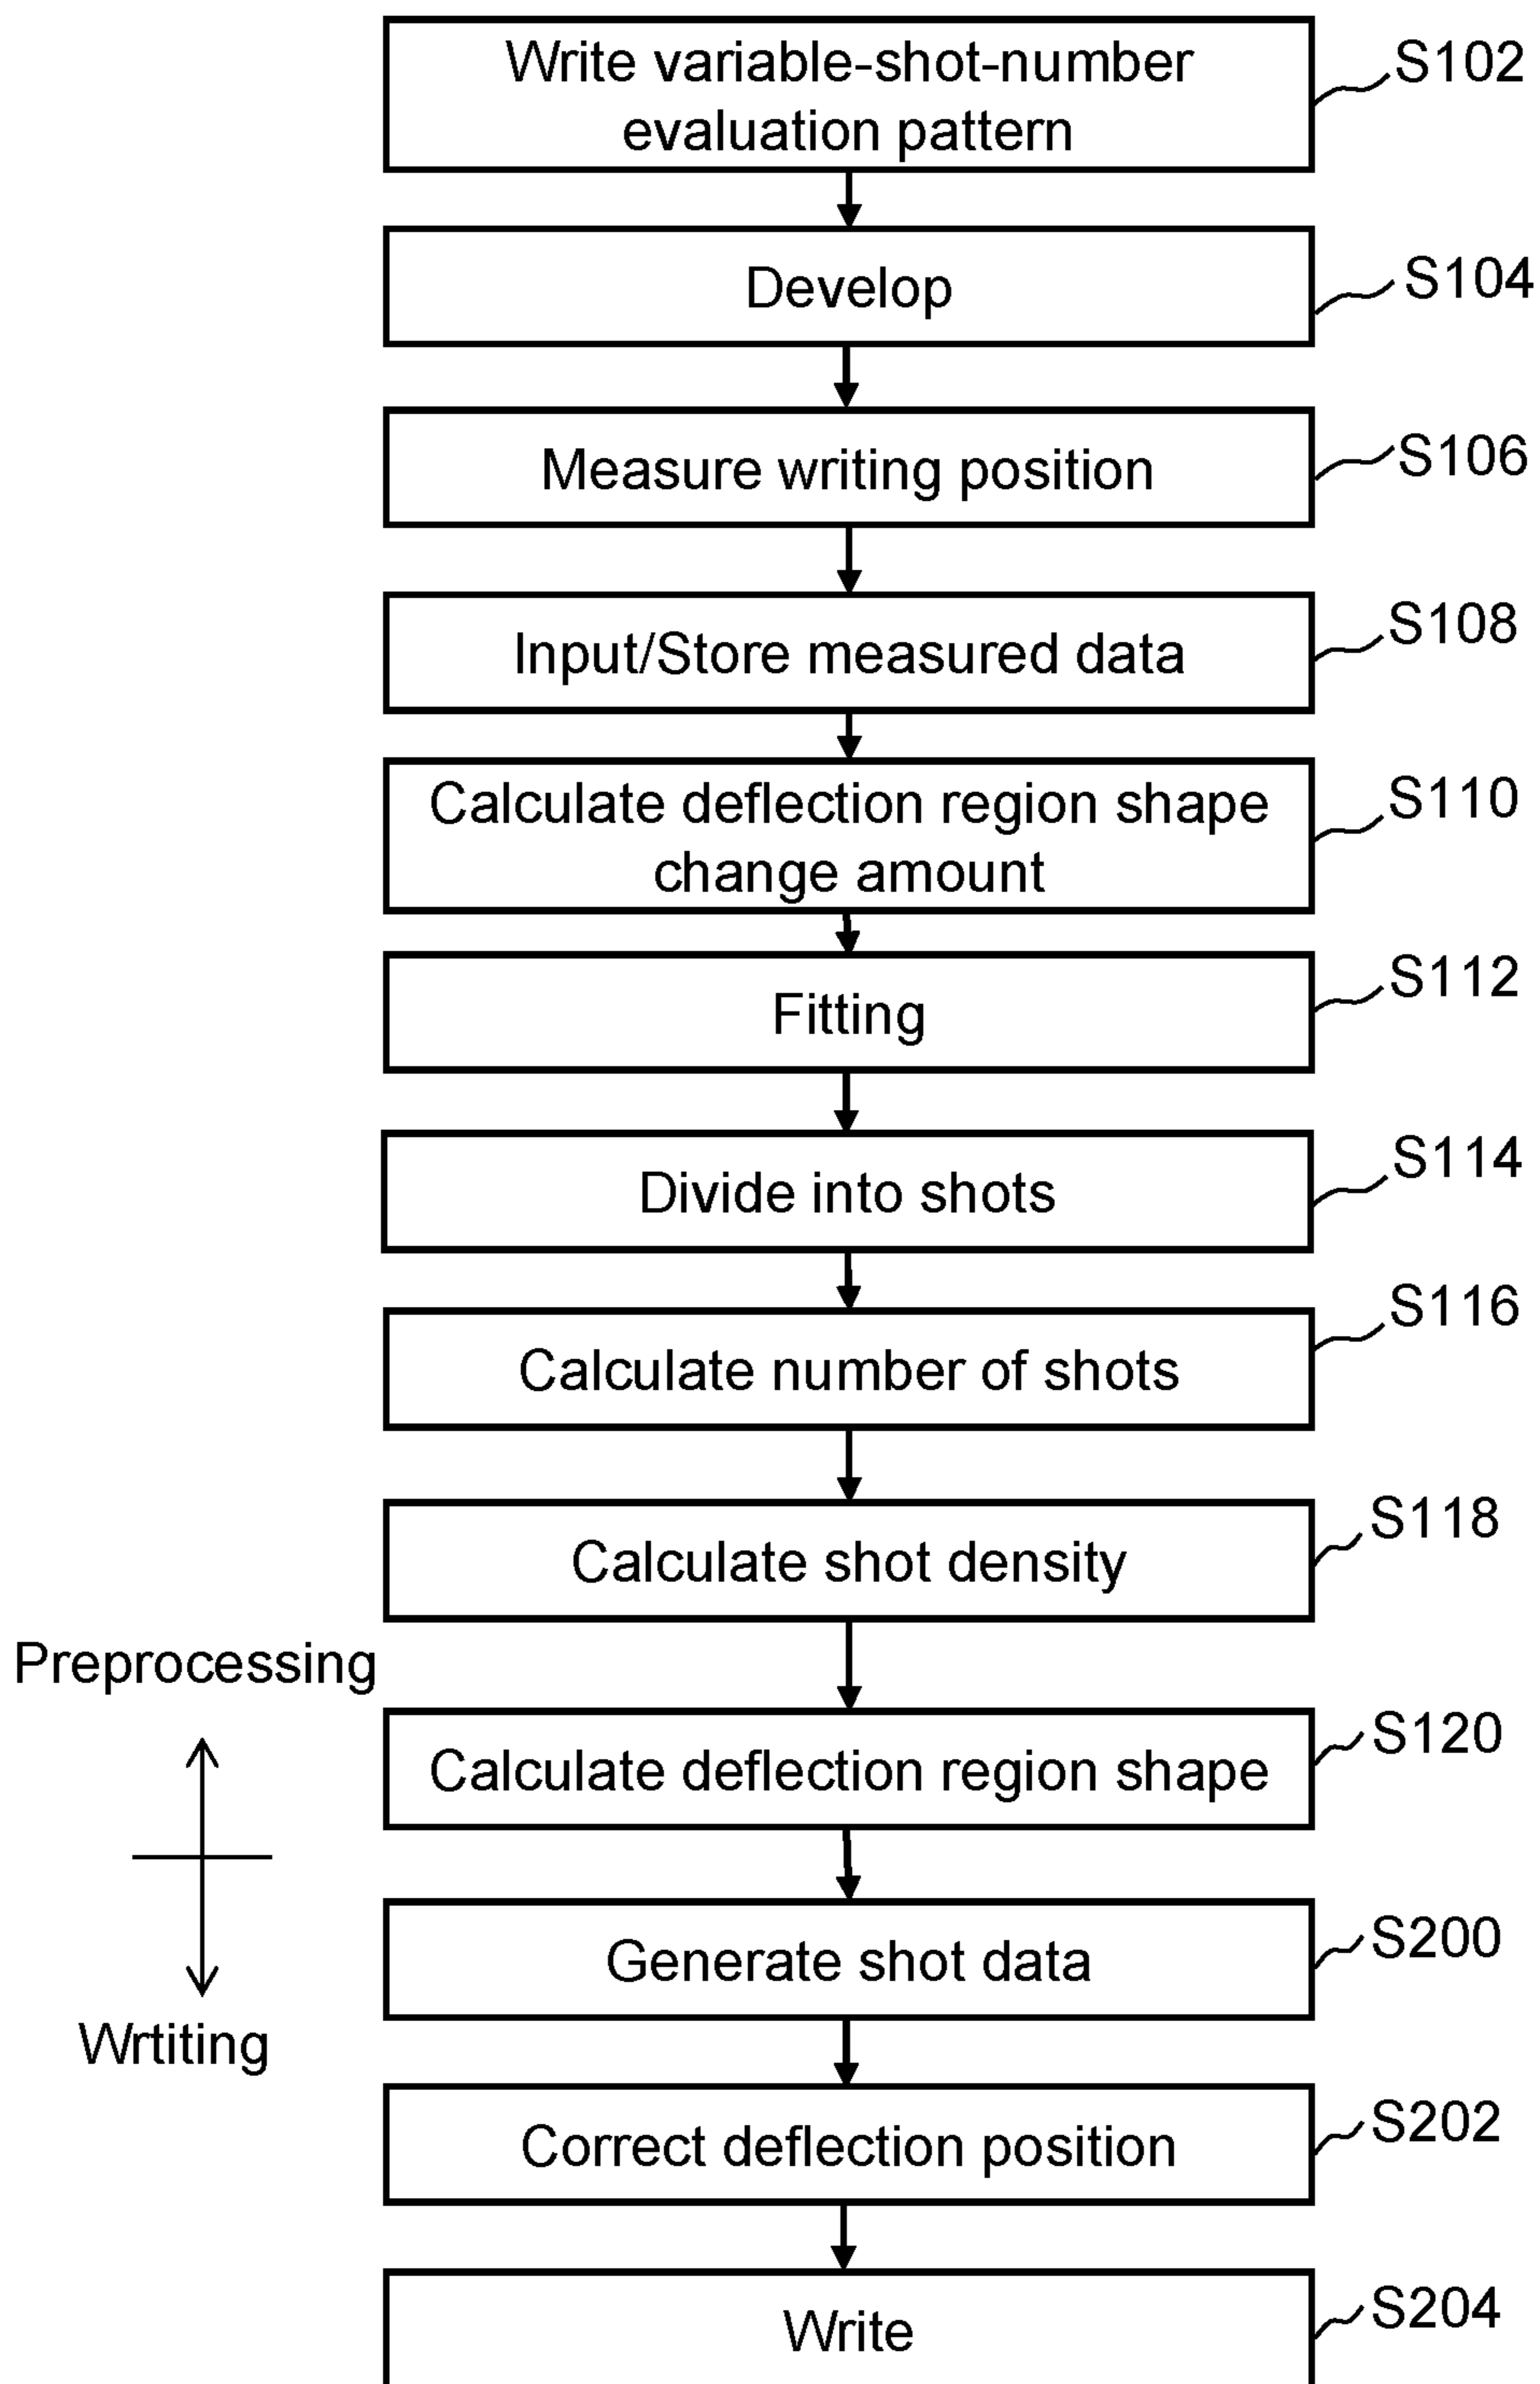 Write variable-shot-number
evaluation pattern
S102
Develop
S104
Measure writing position
S106
Input/Store measured data
S108
Calculate deflection region shape
change amount
S110
Fitting
S112
Divide into shots
S114
Calculate number of shots
S116
Calculate shot density
S118
Preprocessing
Calculate deflection region shape
S120
Generate shot data
S200
Wrtiting
Correct deflection position
S202
Write
S204